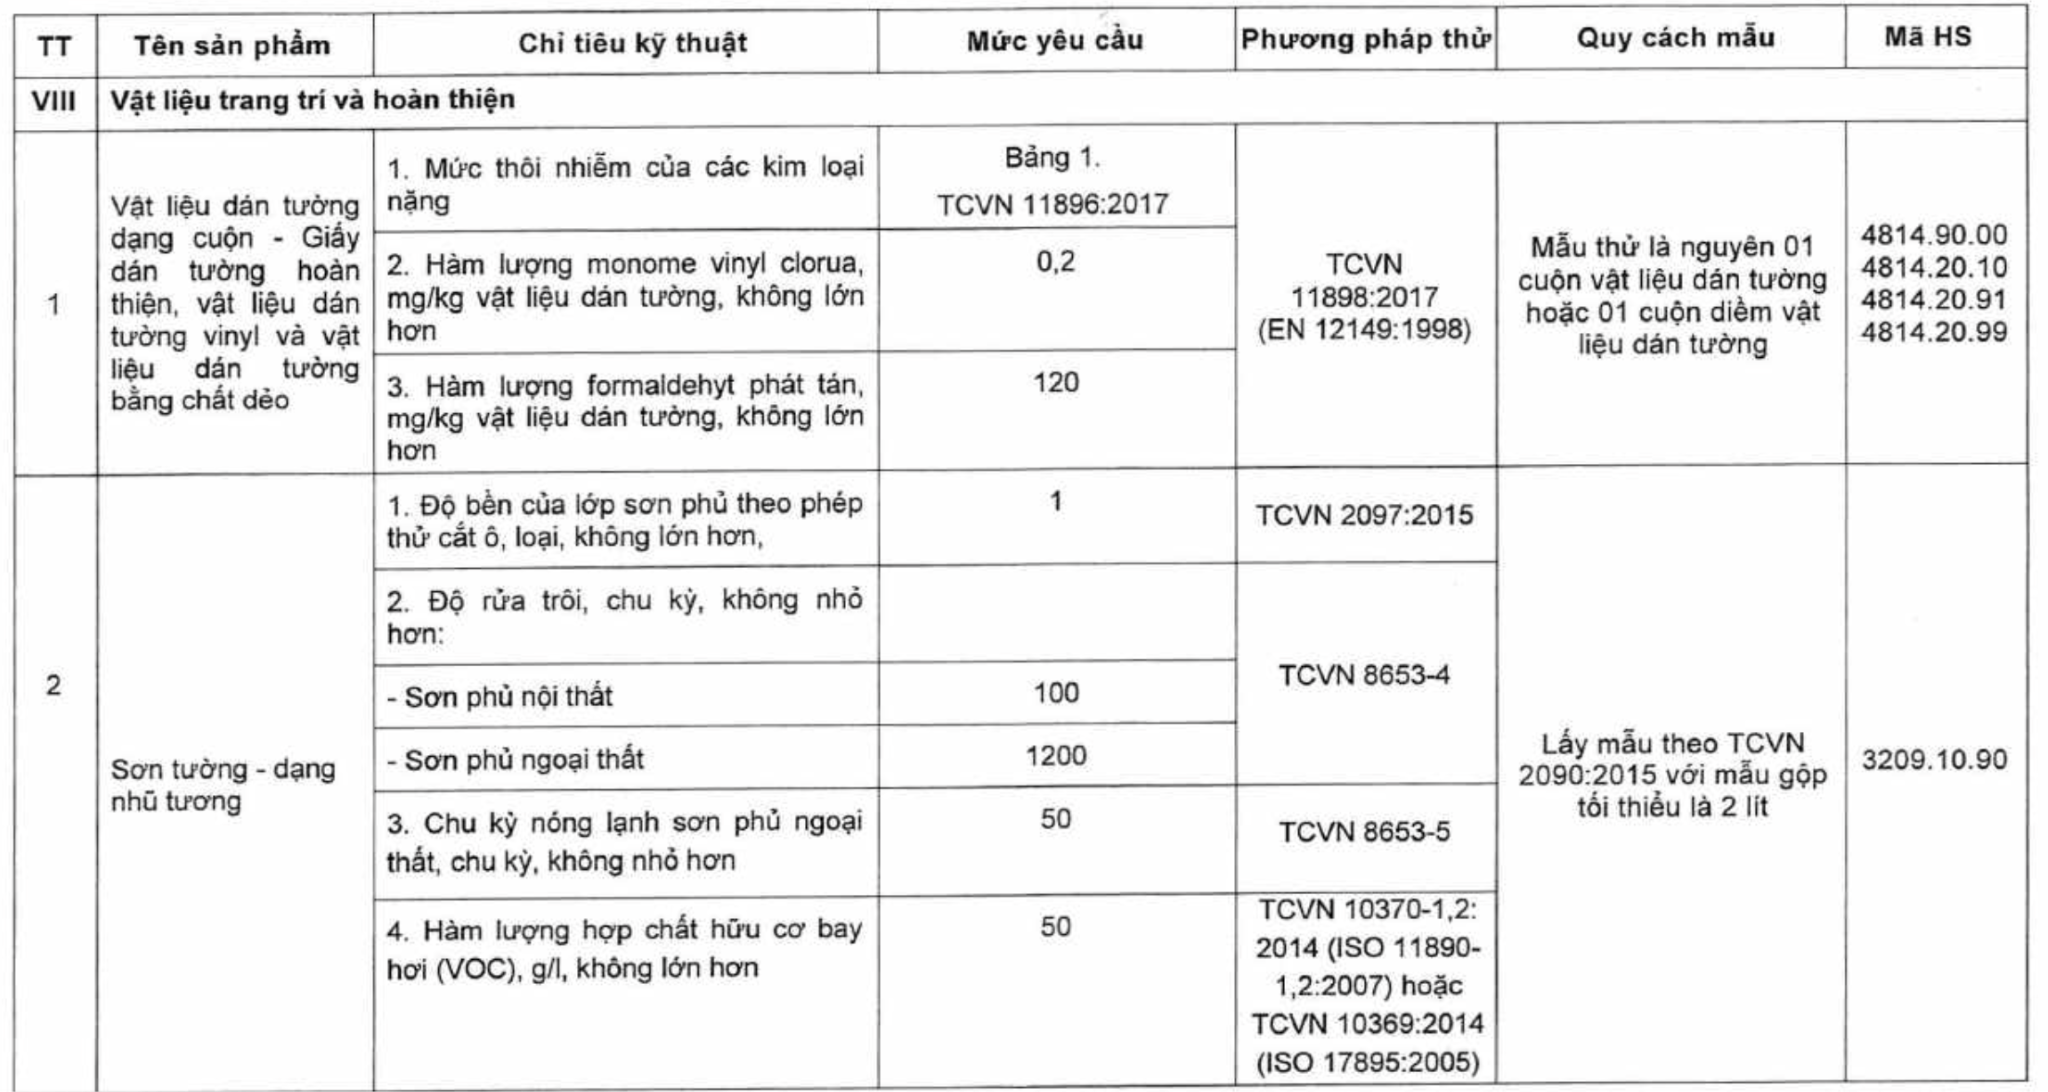 TT
Tên sản phẩm
Chỉ tiêu kỹ thuật
Mức yêu cầu
Phương pháp thử
Quy cách mẫu
Mã HS
VIII
Vật liệu trang trí và hoàn thiện
1
Vật liệu dán tường
dạng cuộn - Giấy
dán tường hoàn
thiện, vật liệu dán
tường vinyl và vật
liệu dán tường
bằng chất dẻo
1. Mức thôi nhiễm của các kim loại
nặng
Bảng 1.
TCVN 11896:2017
2. Hàm lượng monome vinyl clorua,
mg/kg vật liệu dán tường, không lớn
hơn
0,2
3. Hàm lượng formaldehyt phát tán,
mg/kg vật liệu dán tường, không lớn
hơn
120
TCVN
11898:2017
(EN 12149:1998)
Mẫu thử là nguyên 01
cuộn vật liệu dán tường
hoặc 01 cuộn diềm vật
liệu dán tường
4814.90.00
4814.20.10
4814.20.91
4814.20.99
2
Sơn tường - dạng
nhũ tương
1. Độ bền của lớp sơn phủ theo phép
thử cắt ô, loại, không lớn hơn,
1
TCVN 2097:2015
2. Độ rửa trôi, chu kỳ, không nhỏ
hơn:
- Sơn phủ nội thất
100
- Sơn phủ ngoại thất
1200
TCVN 8653-4
3. Chu kỳ nóng lạnh sơn phủ ngoại
thất, chu kỳ, không nhỏ hơn
50
TCVN 8653-5
4. Hàm lượng hợp chất hữu cơ bay
hơi (VOC), g/l, không lớn hơn
50
TCVN 10370-1,2:
2014 (ISO 11890-
1,2:2007) hoặc
TCVN 10369:2014
(ISO 17895:2005)
Lấy mẫu theo TCVN
2090:2015 với mẫu gộp
tối thiểu là 2 lít
3209.10.90